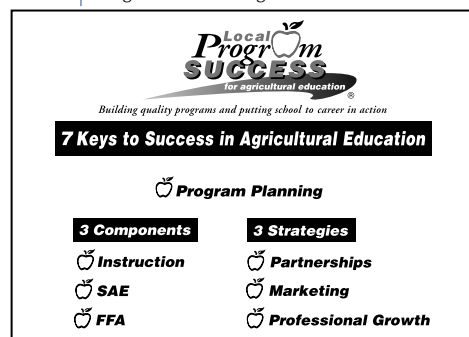 Local
Program
SUCCESS
for agricultural education
®
Building quality programs and putting school to career in action
7 Keys to Success in Agricultural Education
Program Planning
3 Components
Instruction
SAE
FFA
3 Strategies
Partnerships
Marketing
Professional Growth